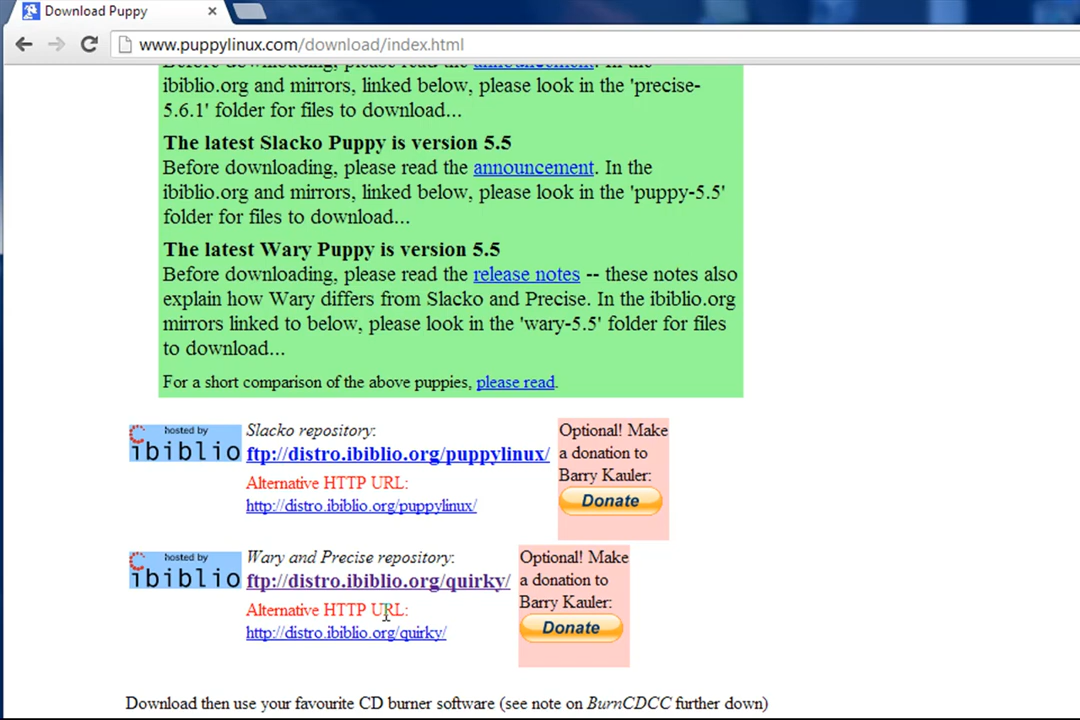 Download Puppy
www.puppylinux.com/download/index.html
Before downloading, please read the announcement. In the
ibiblio.org and mirrors, linked below, please look in the 'precise-
5.6.1' folder for files to download...
The latest Slacko Puppy is version 5.5
Before downloading, please read the announcement. In the
ibiblio.org and mirrors, linked below, please look in the 'puppy-5.5'
folder for files to download...
The latest Wary Puppy is version 5.5
Before downloading, please read the release notes -- these notes also
explain how Wary differs from Slacko and Precise. In the ibiblio.org
mirrors linked to below, please look in the 'wary-5.5' folder for files
to download...
For a short comparison of the above puppies, please read.
hosted by
ibiblio
Slacko repository:
ftp://distro.ibiblio.org/puppylinux/
Alternative HTTP URL:
http://distro.ibiblio.org/puppylinux/
Optional! Make
a donation to
Barry Kauler:
Donate
hosted by
ibiblio
Wary and Precise repository:
ftp://distro.ibiblio.org/quirky/
Alternative HTTP URL:
http://distro.ibiblio.org/quirky/
Optional! Make
a donation to
Barry Kauler:
Donate
Download then use your favourite CD burner software (see note on BurnCDCC further down)